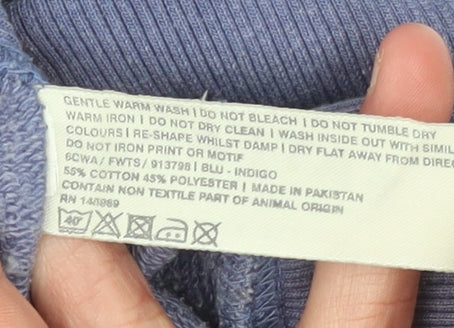 GENTLE WARM WASH | DO NOT BLEACH | DO NOT TUMBLE DRY
WARM IRON | DO NOT DRY CLEAN | WASH INSIDE OUT WITH SIMIL
COLOURS | RE-SHAPE WHILST DAMP | DRY FLAT AWAY FROM DIREC
DO NOT IRON PRINT OR MOTIF
6CWA / FWTS / 913798 | BLU - INDIGO
55% COTTON 45% POLYESTER | MADE IN PAKISTAN
CONTAIN NON TEXTILE PART OF ANIMAL ORIGIN
RN
40°